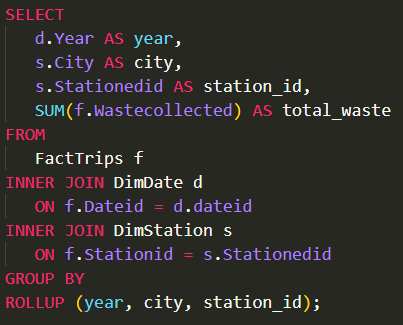 SELECT
d.Year AS year,
s.City AS city,
s.Stationedid AS station_id,
SUM(f.Wastecollected) AS total_waste
FROM
FactTrips f
INNER JOIN DimDate d
ON f.Dateid = d.dateid
INNER JOIN DimStation s
ON f.Stationid = s.Stationedid
GROUP BY
ROLLUP (year, city, station_id);